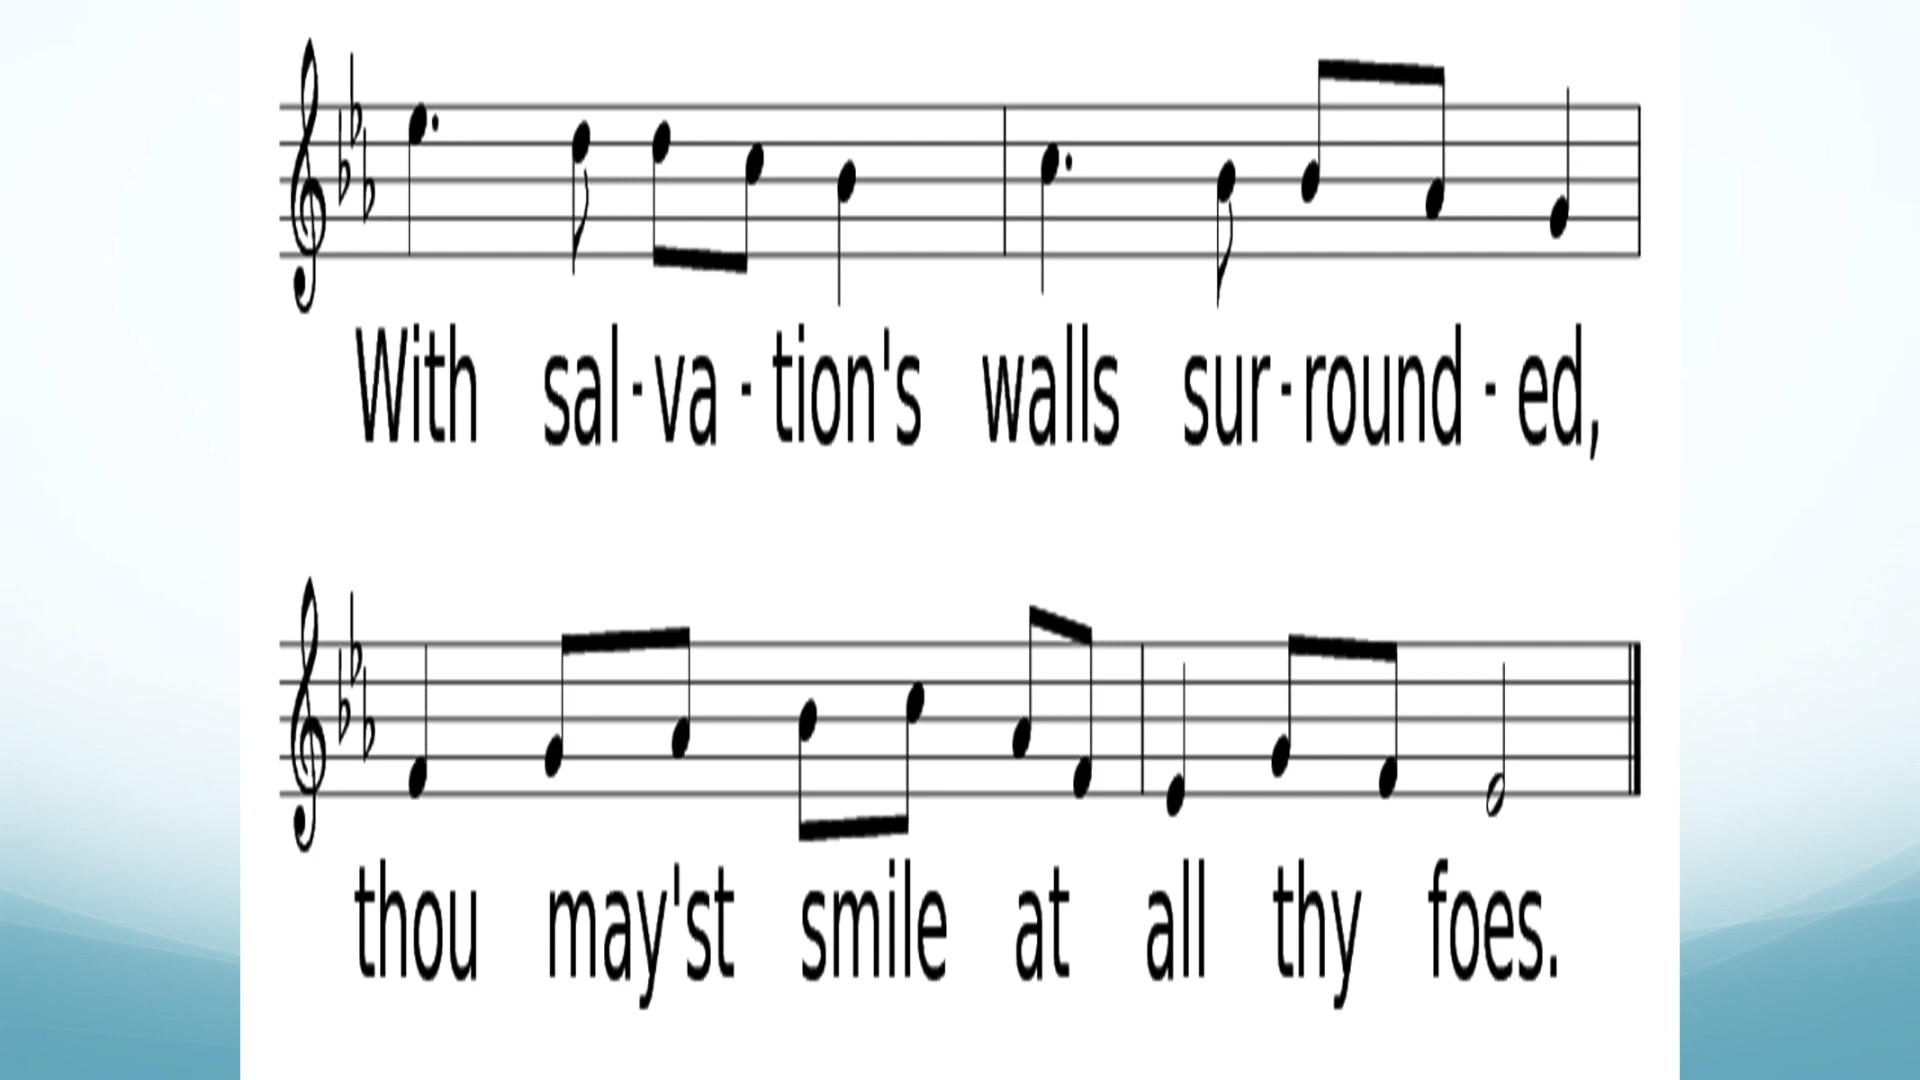 With sal - va - tion's walls sur - round - ed,
thou may'st smile at all thy foes.